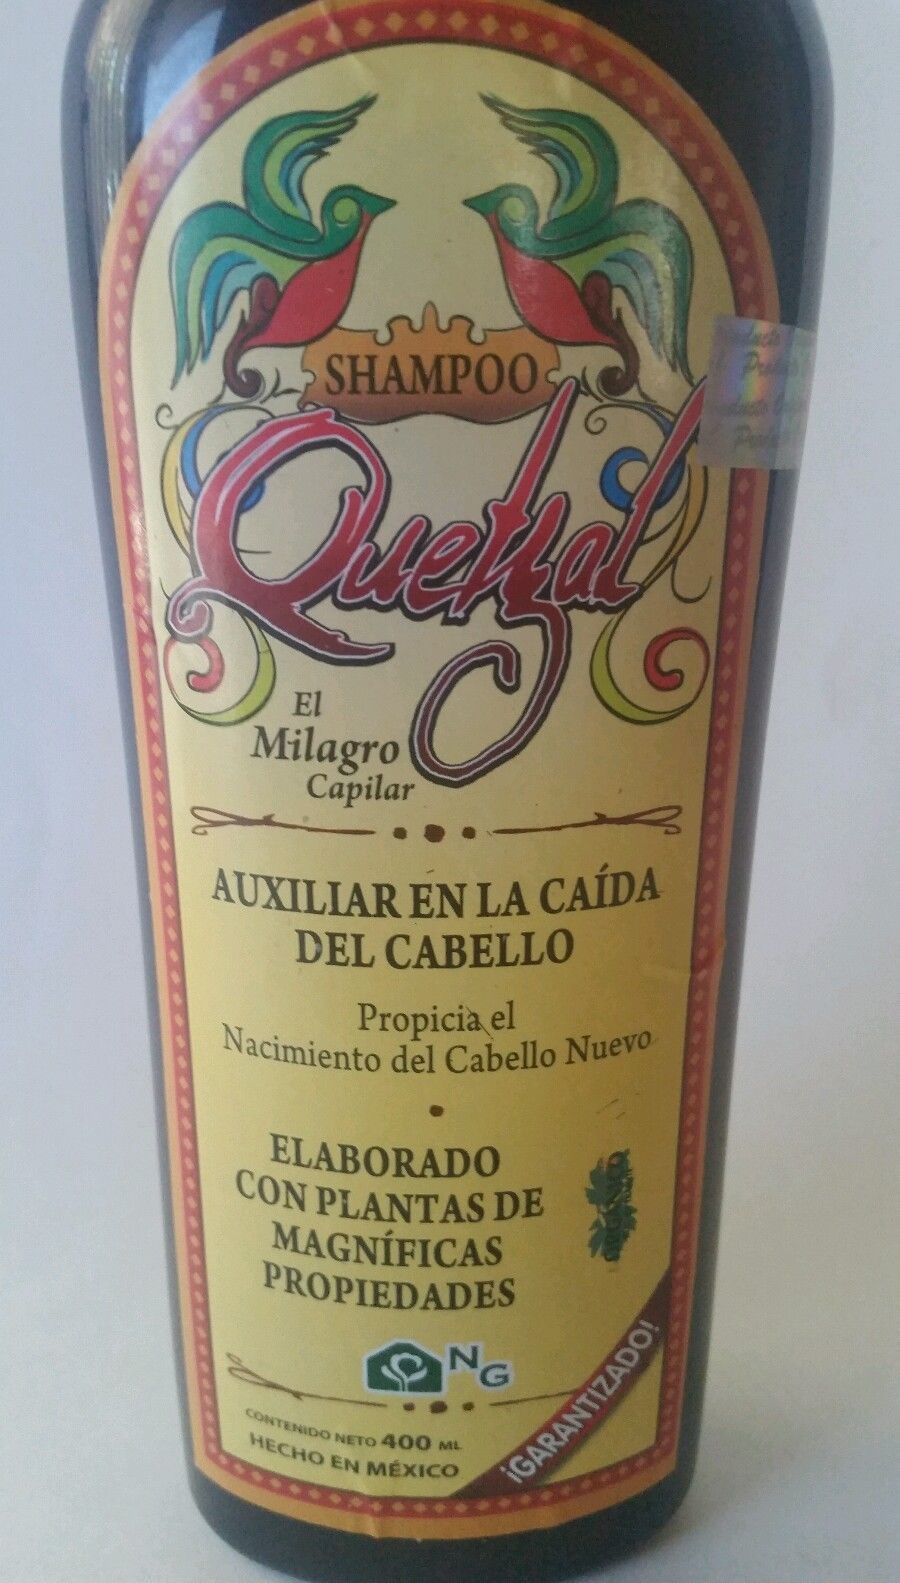 SHAMPOO
Quetzal
El
Milagro
Capilar
AUXILIAR EN LA CAÍDA
DEL CABELLO
Propicia el
Nacimiento del Cabello Nuevo
ELABORADO
CON PLANTAS DE
MAGNÍFICAS
PROPIEDADES
ORGÁNICO
NG
¡GARANTIZADO!
CONTENIDO NETO 400 ML
HECHO EN MÉXICO